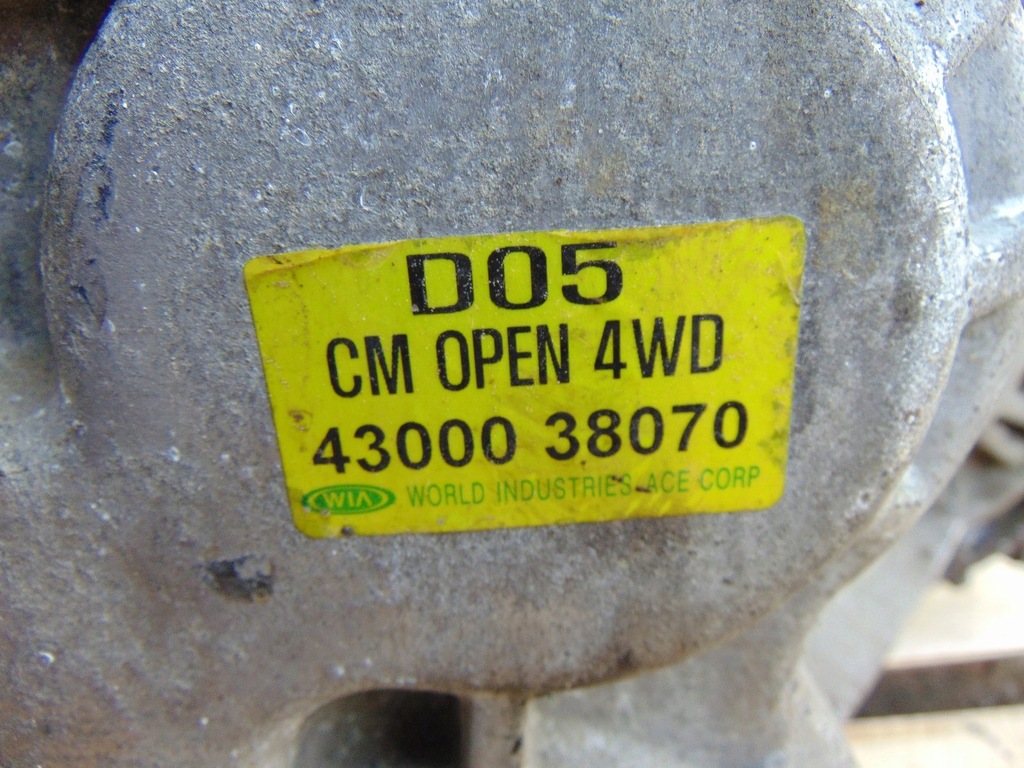 D05
CM OPEN 4WD
43000 38070
WIA WORLD INDUSTRIES ACE CORP